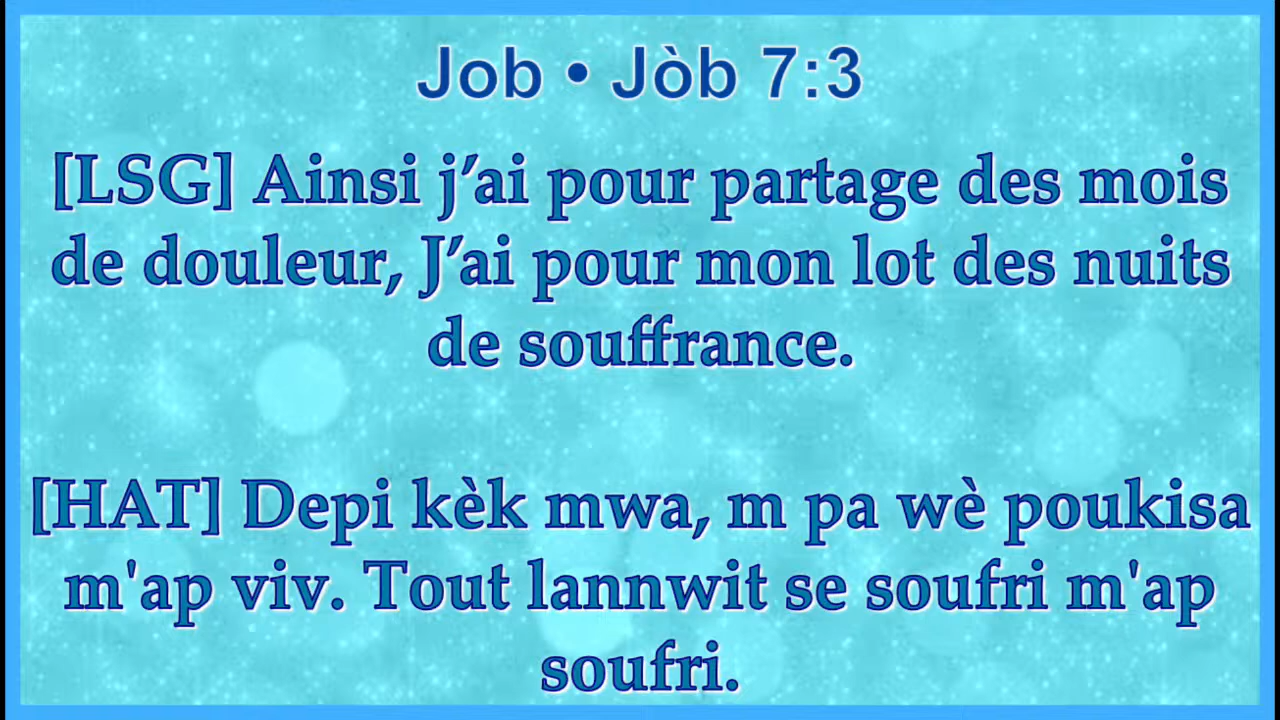 Job • Jòb 7:3
[LSG] Ainsi j’ai pour partage des mois
de douleur, J’ai pour mon lot des nuits
de souffrance.
[HAT] Depi kèk mwa, m pa wè poukisa
m'ap viv. Tout lannwit se soufri m'ap
soufri.